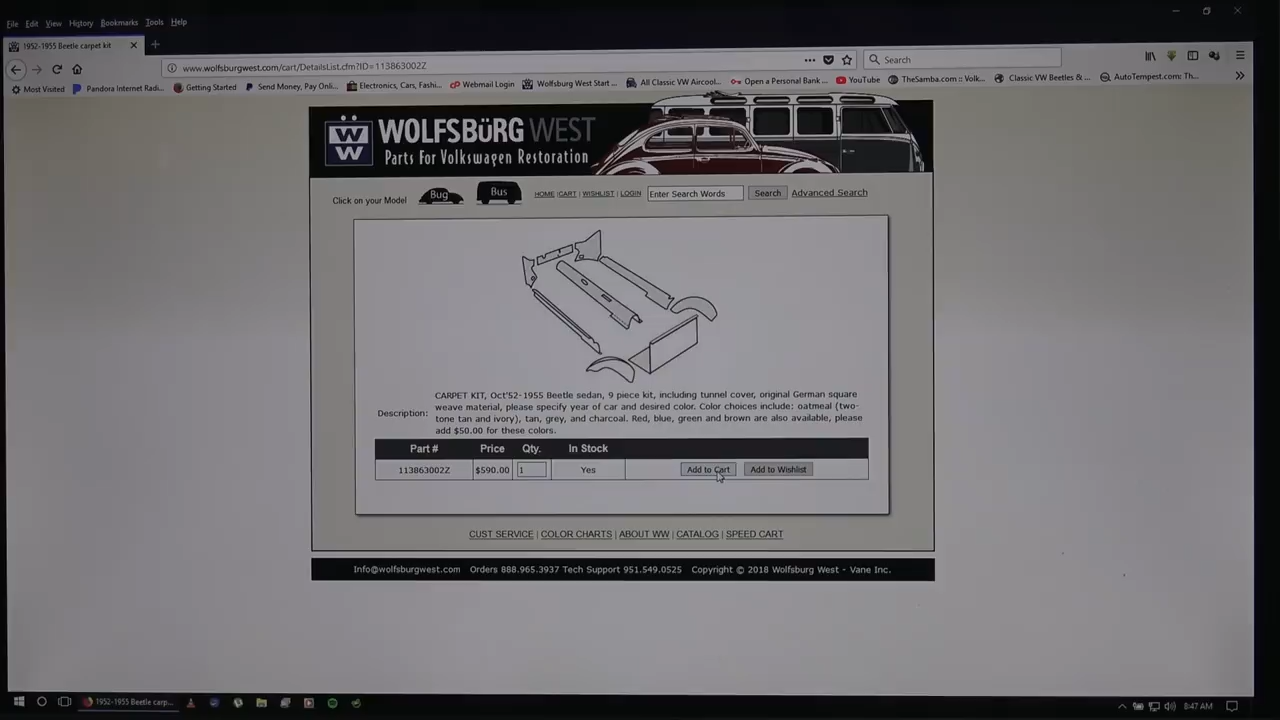 File Edit View History Bookmarks Tools Help
1952-1955 Beetle carpet kit
www.wolfsburgwest.com/cart/DetailsList.cfm?ID=113863002Z
Search
Most Visited Pandora Internet Radi... Getting Started Send Money, Pay Onli... Electronics, Cars, Fashi... Webmail Login Wolfsburg West Start ... All Classic VW Aircool... Open a Personal Bank ... YouTube TheSamba.com :: Volk... Classic VW Beetles & ... AutoTempest.com: Th...
WOLFSBÜRG WEST
Parts For Volkswagen Restoration
Click on your Model Bug Bus HOME CART WISHLIST LOGIN Enter Search Words Search Advanced Search
CARPET KIT, Oct'52-1955 Beetle sedan, 9 piece kit, including tunnel cover, original German square
weave material, please specify year of car and desired color. Color choices include: oatmeal (two-
Description: tone tan and ivory), tan, grey, and charcoal. Red, blue, green and brown are also available, please
add $50.00 for these colors.
Part # Price Qty. In Stock
113863002Z $590.00 1 Yes Add to Cart Add to Wishlist
CUST SERVICE | COLOR CHARTS | ABOUT WW | CATALOG | SPEED CART
Info@wolfsburgwest.com Orders 888.965.3937 Tech Support 951.549.0525 Copyright © 2018 Wolfsburg West - Vane Inc.
1952-1955 Beetle carp... 8:47 AM